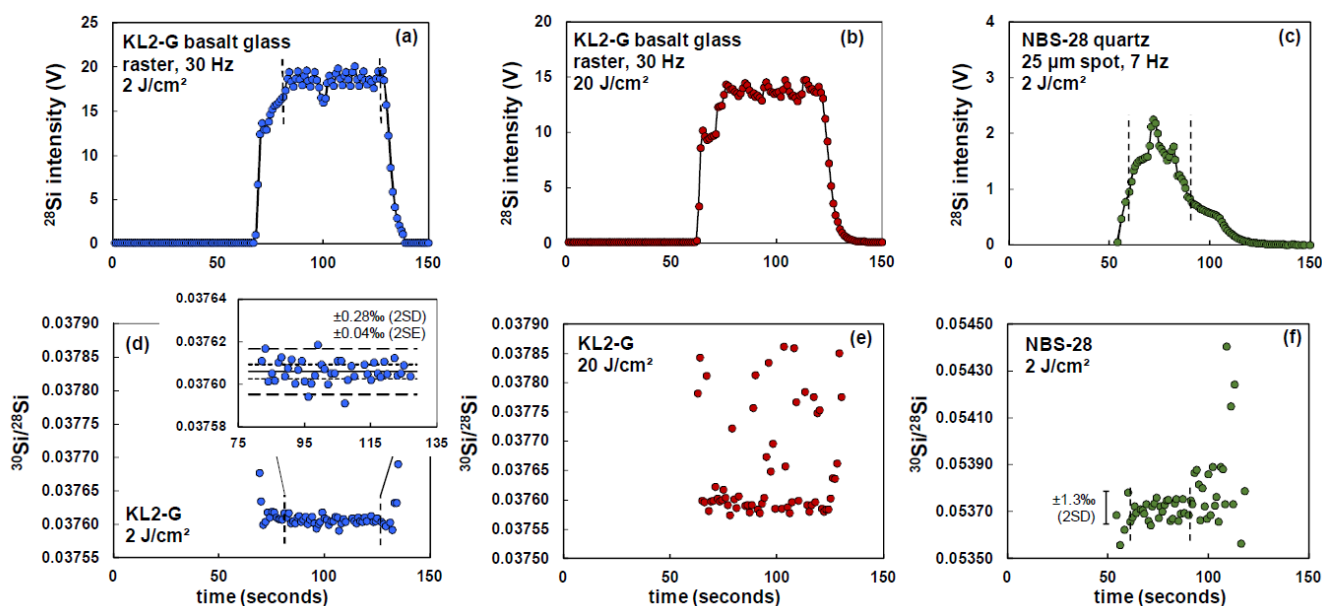 KL2-G basalt glass
raster, 30 Hz
2 J/cm²
(a)
²⁸Si intensity (V)
25
20
15
10
5
0
0
50
100
150
KL2-G basalt glass
raster, 30 Hz
20 J/cm²
(b)
²⁸Si intensity (V)
20
15
10
5
0
0
50
100
150
NBS-28 quartz
25 µm spot, 7 Hz
2 J/cm²
(c)
²⁸Si intensity (V)
4
3
2
1
0
0
50
100
150
(d)
³⁰Si/²⁸Si
0.03790
0.03785
0.03780
0.03775
0.03770
0.03765
0.03760
0.03755
0.03764
0.03762
0.03760
0.03758
±0.28‰ (2SD)
±0.04‰ (2SE)
75
95
115
135
KL2-G
2 J/cm²
0
50
100
150
time (seconds)
KL2-G
20 J/cm²
(e)
³⁰Si/²⁸Si
0.03790
0.03785
0.03780
0.03775
0.03770
0.03765
0.03760
0.03755
0.03750
0
50
100
150
time (seconds)
NBS-28
2 J/cm²
(f)
³⁰Si/²⁸Si
0.05450
0.05430
0.05410
0.05390
0.05370
0.05350
±1.3‰
(2SD)
0
50
100
150
time (seconds)